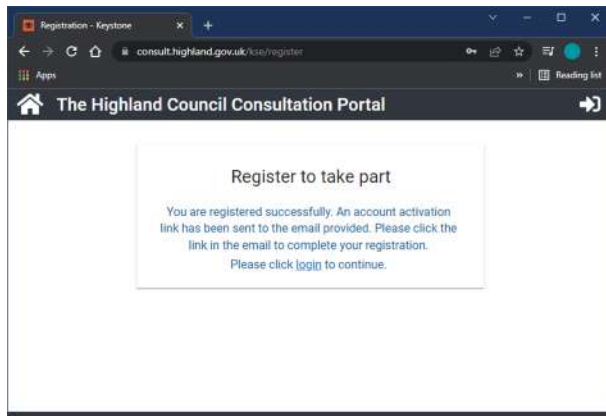 Registration - Keystone
consult.highland.gov.uk/kse/register
Apps
Reading list
The Highland Council Consultation Portal
Register to take part
You are registered successfully. An account activation
link has been sent to the email provided. Please click the
link in the email to complete your registration.
Please click login to continue.